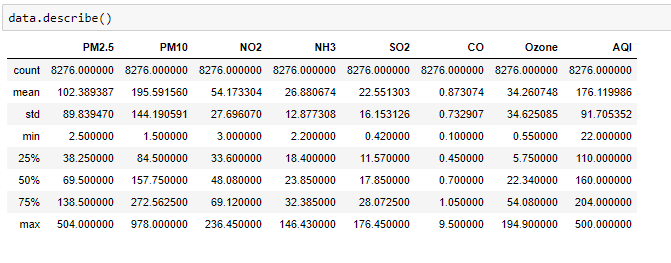 data.describe()
PM2.5 PM10 NO2 NH3 SO2 CO Ozone AQI
count 8276.000000 8276.000000 8276.000000 8276.000000 8276.000000 8276.000000 8276.000000 8276.000000
mean 102.389387 195.591560 54.173304 26.880674 22.551303 0.873074 34.260748 176.119986
std 89.839470 144.190591 27.696070 12.877308 16.153126 0.732907 34.625085 91.705352
min 2.500000 1.500000 3.000000 2.200000 0.420000 0.100000 0.550000 22.000000
25% 38.250000 84.500000 33.600000 18.400000 11.570000 0.450000 5.750000 110.000000
50% 69.500000 157.750000 48.080000 23.850000 17.850000 0.700000 22.340000 160.000000
75% 138.500000 272.562500 69.120000 32.385000 28.072500 1.050000 54.080000 204.000000
max 504.000000 978.000000 236.450000 146.430000 176.450000 9.500000 194.900000 500.000000